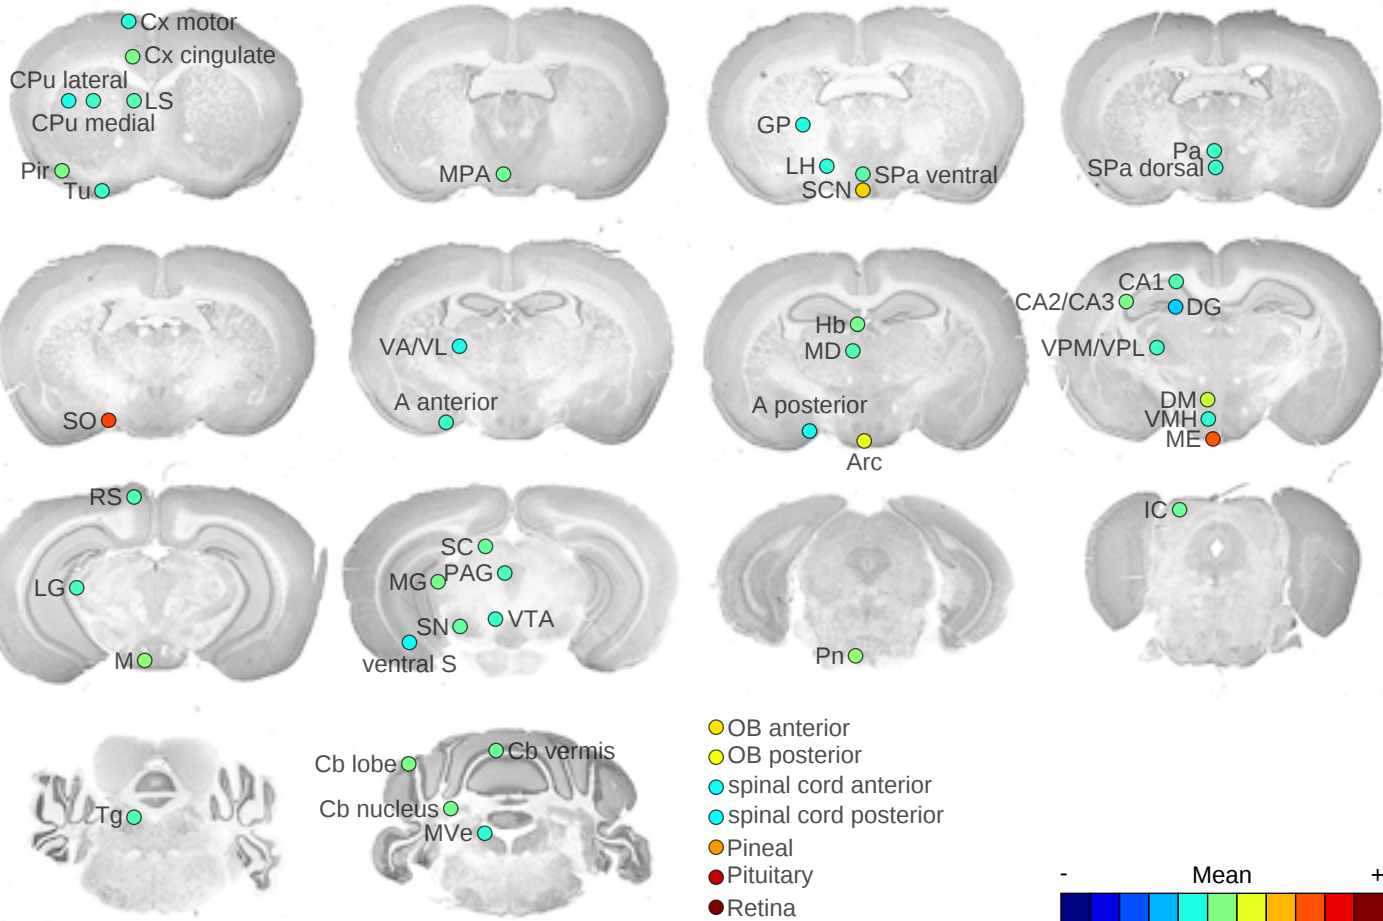 Cx motor
Cx cingulate
CPu lateral
LS
CPu medial
Pir
Tu
MPA
GP
LH
SPa ventral
SCN
Pa
SPa dorsal
SO
VA/VL
A anterior
Hb
MD
A posterior
Arc
CA1
CA2/CA3
DG
VPM/VPL
DM
VMH
ME
RS
LG
M
SC
MG
PAG
SN
VTA
ventral S
Pn
IC
Tg
Cb lobe
Cb vermis
Cb nucleus
MVe
OB anterior
OB posterior
spinal cord anterior
spinal cord posterior
Pineal
Pituitary
Retina
- Mean +